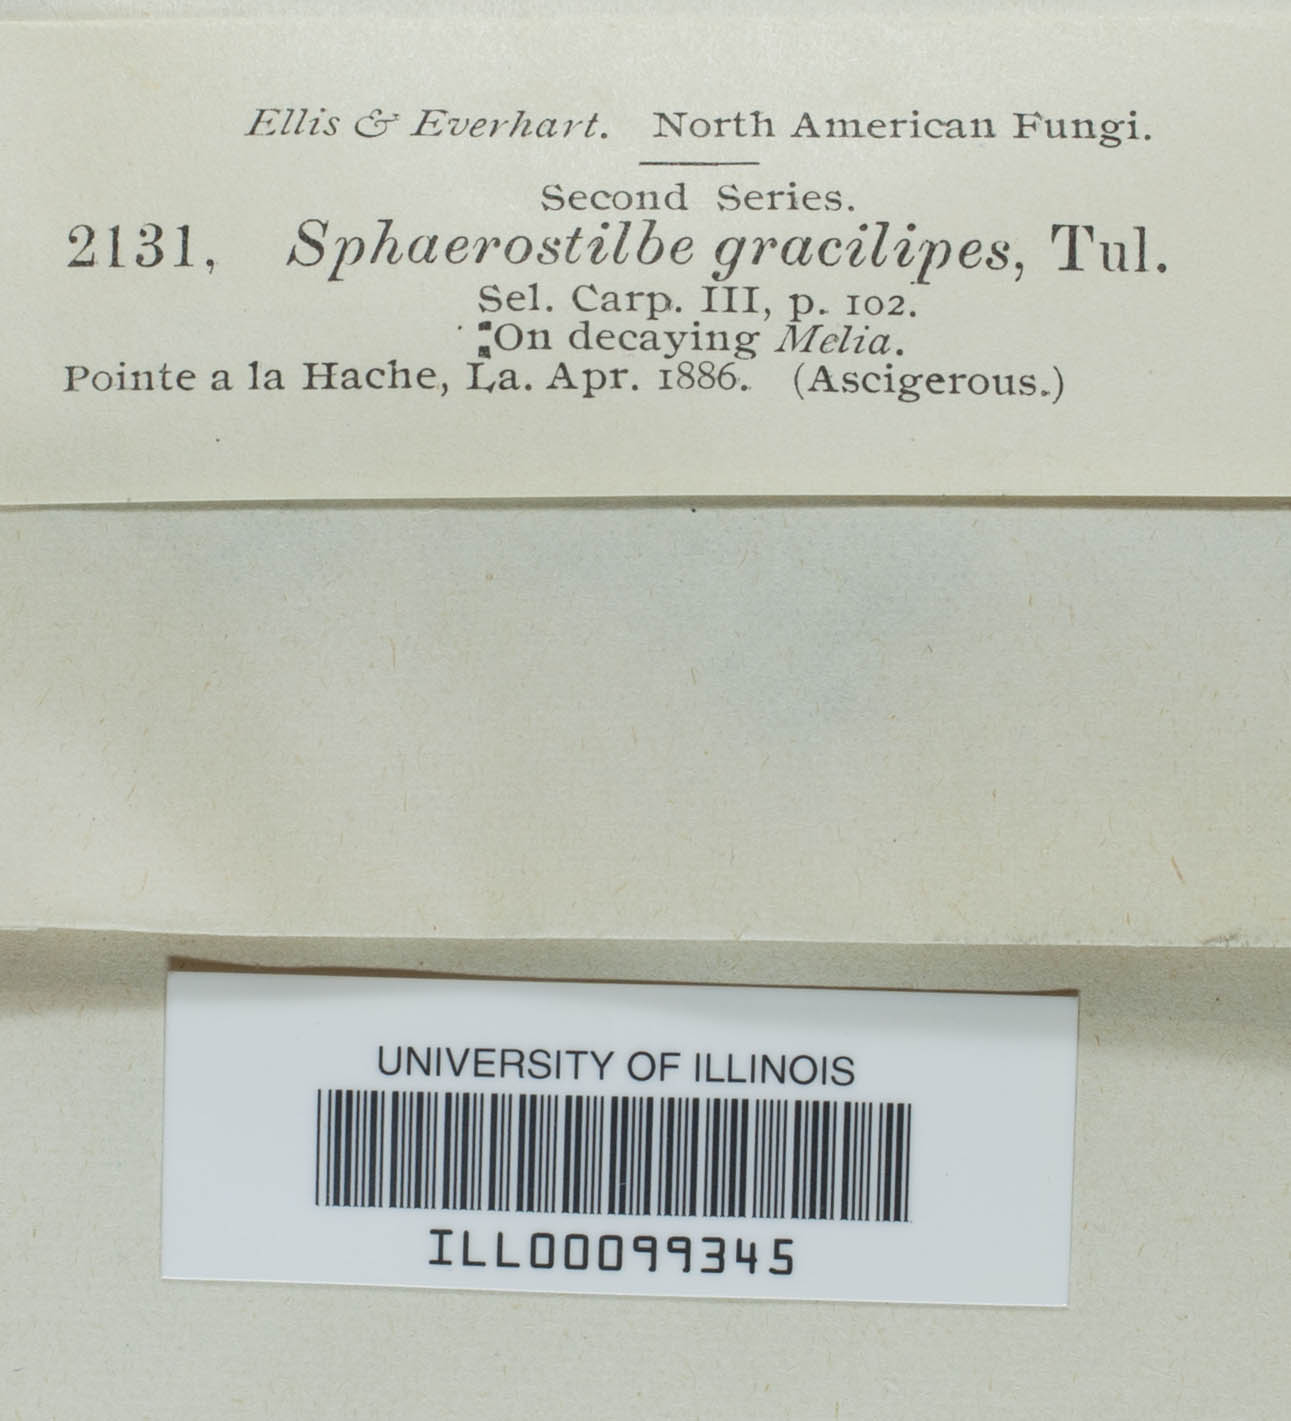 Ellis & Everhart. North American Fungi.
Second Series.
2131, Sphaerostilbe gracilipes, Tul.
Sel. Carp. III, p. 102.
On decaying Melia.
Pointe a la Hache, La. Apr. 1886. (Ascigerous.)
UNIVERSITY OF ILLINOIS
ILL00099345